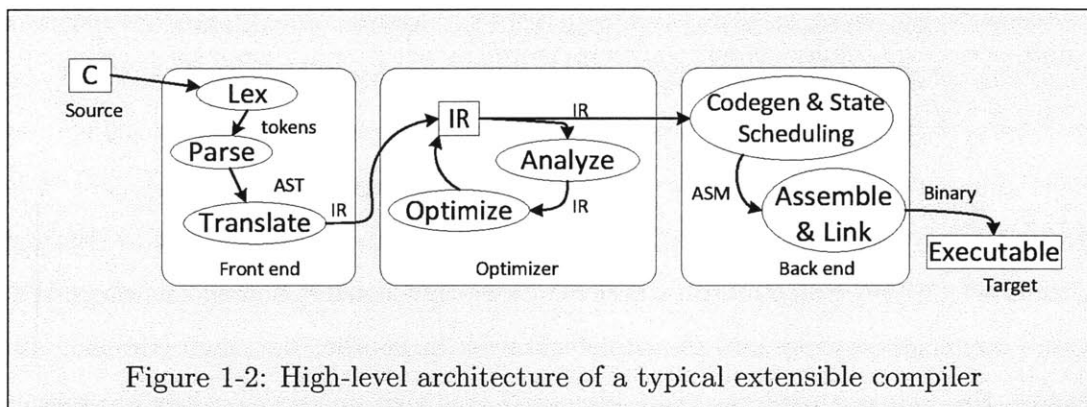 C
Source
Lex
tokens
Parse
AST
Translate
IR
Front end
IR
IR
Analyze
IR
Optimize
Optimizer
Codegen & State
Scheduling
ASM
Assemble
& Link
Back end
Binary
Executable
Target
Figure 1-2: High-level architecture of a typical extensible compiler